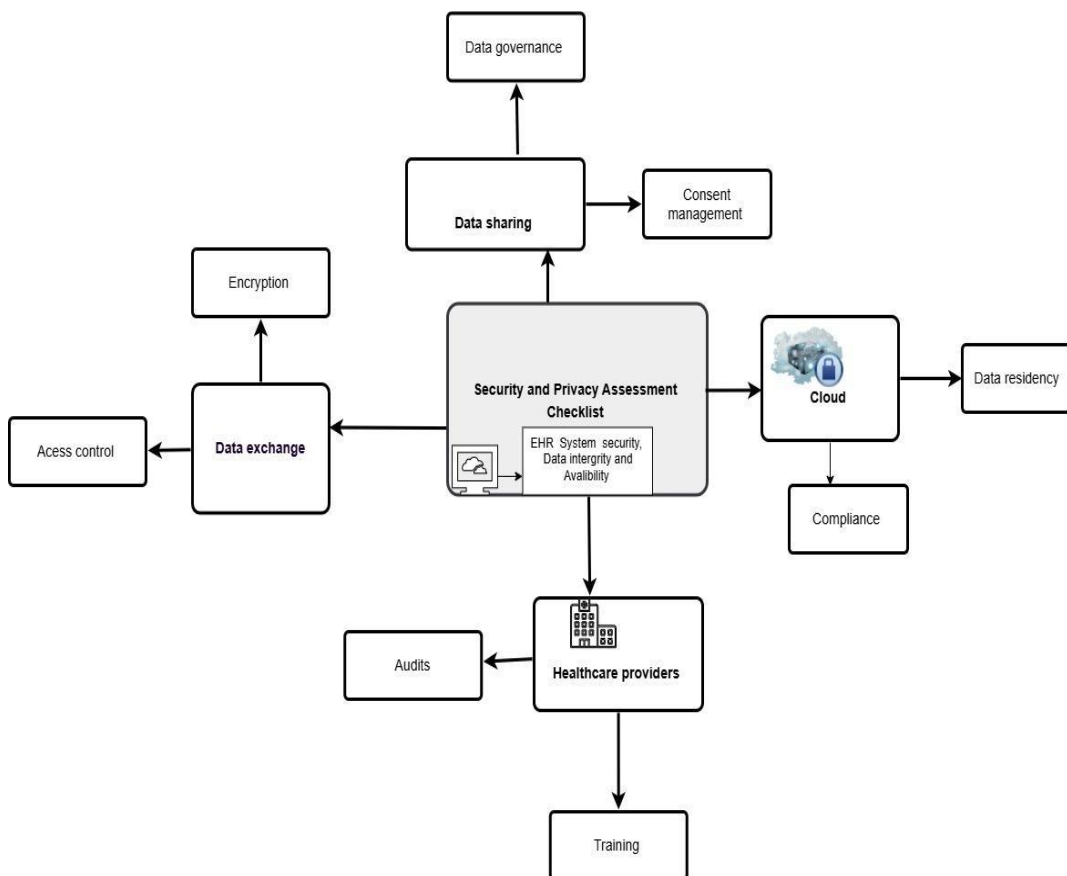 Data governance
Consent
management
Data sharing
Encryption
Security and Privacy Assessment
Checklist
Cloud
Data residency
Acess control
Data exchange
EHR System security,
Data intergrity and
Avalibility
Compliance
Audits
Healthcare providers
Training